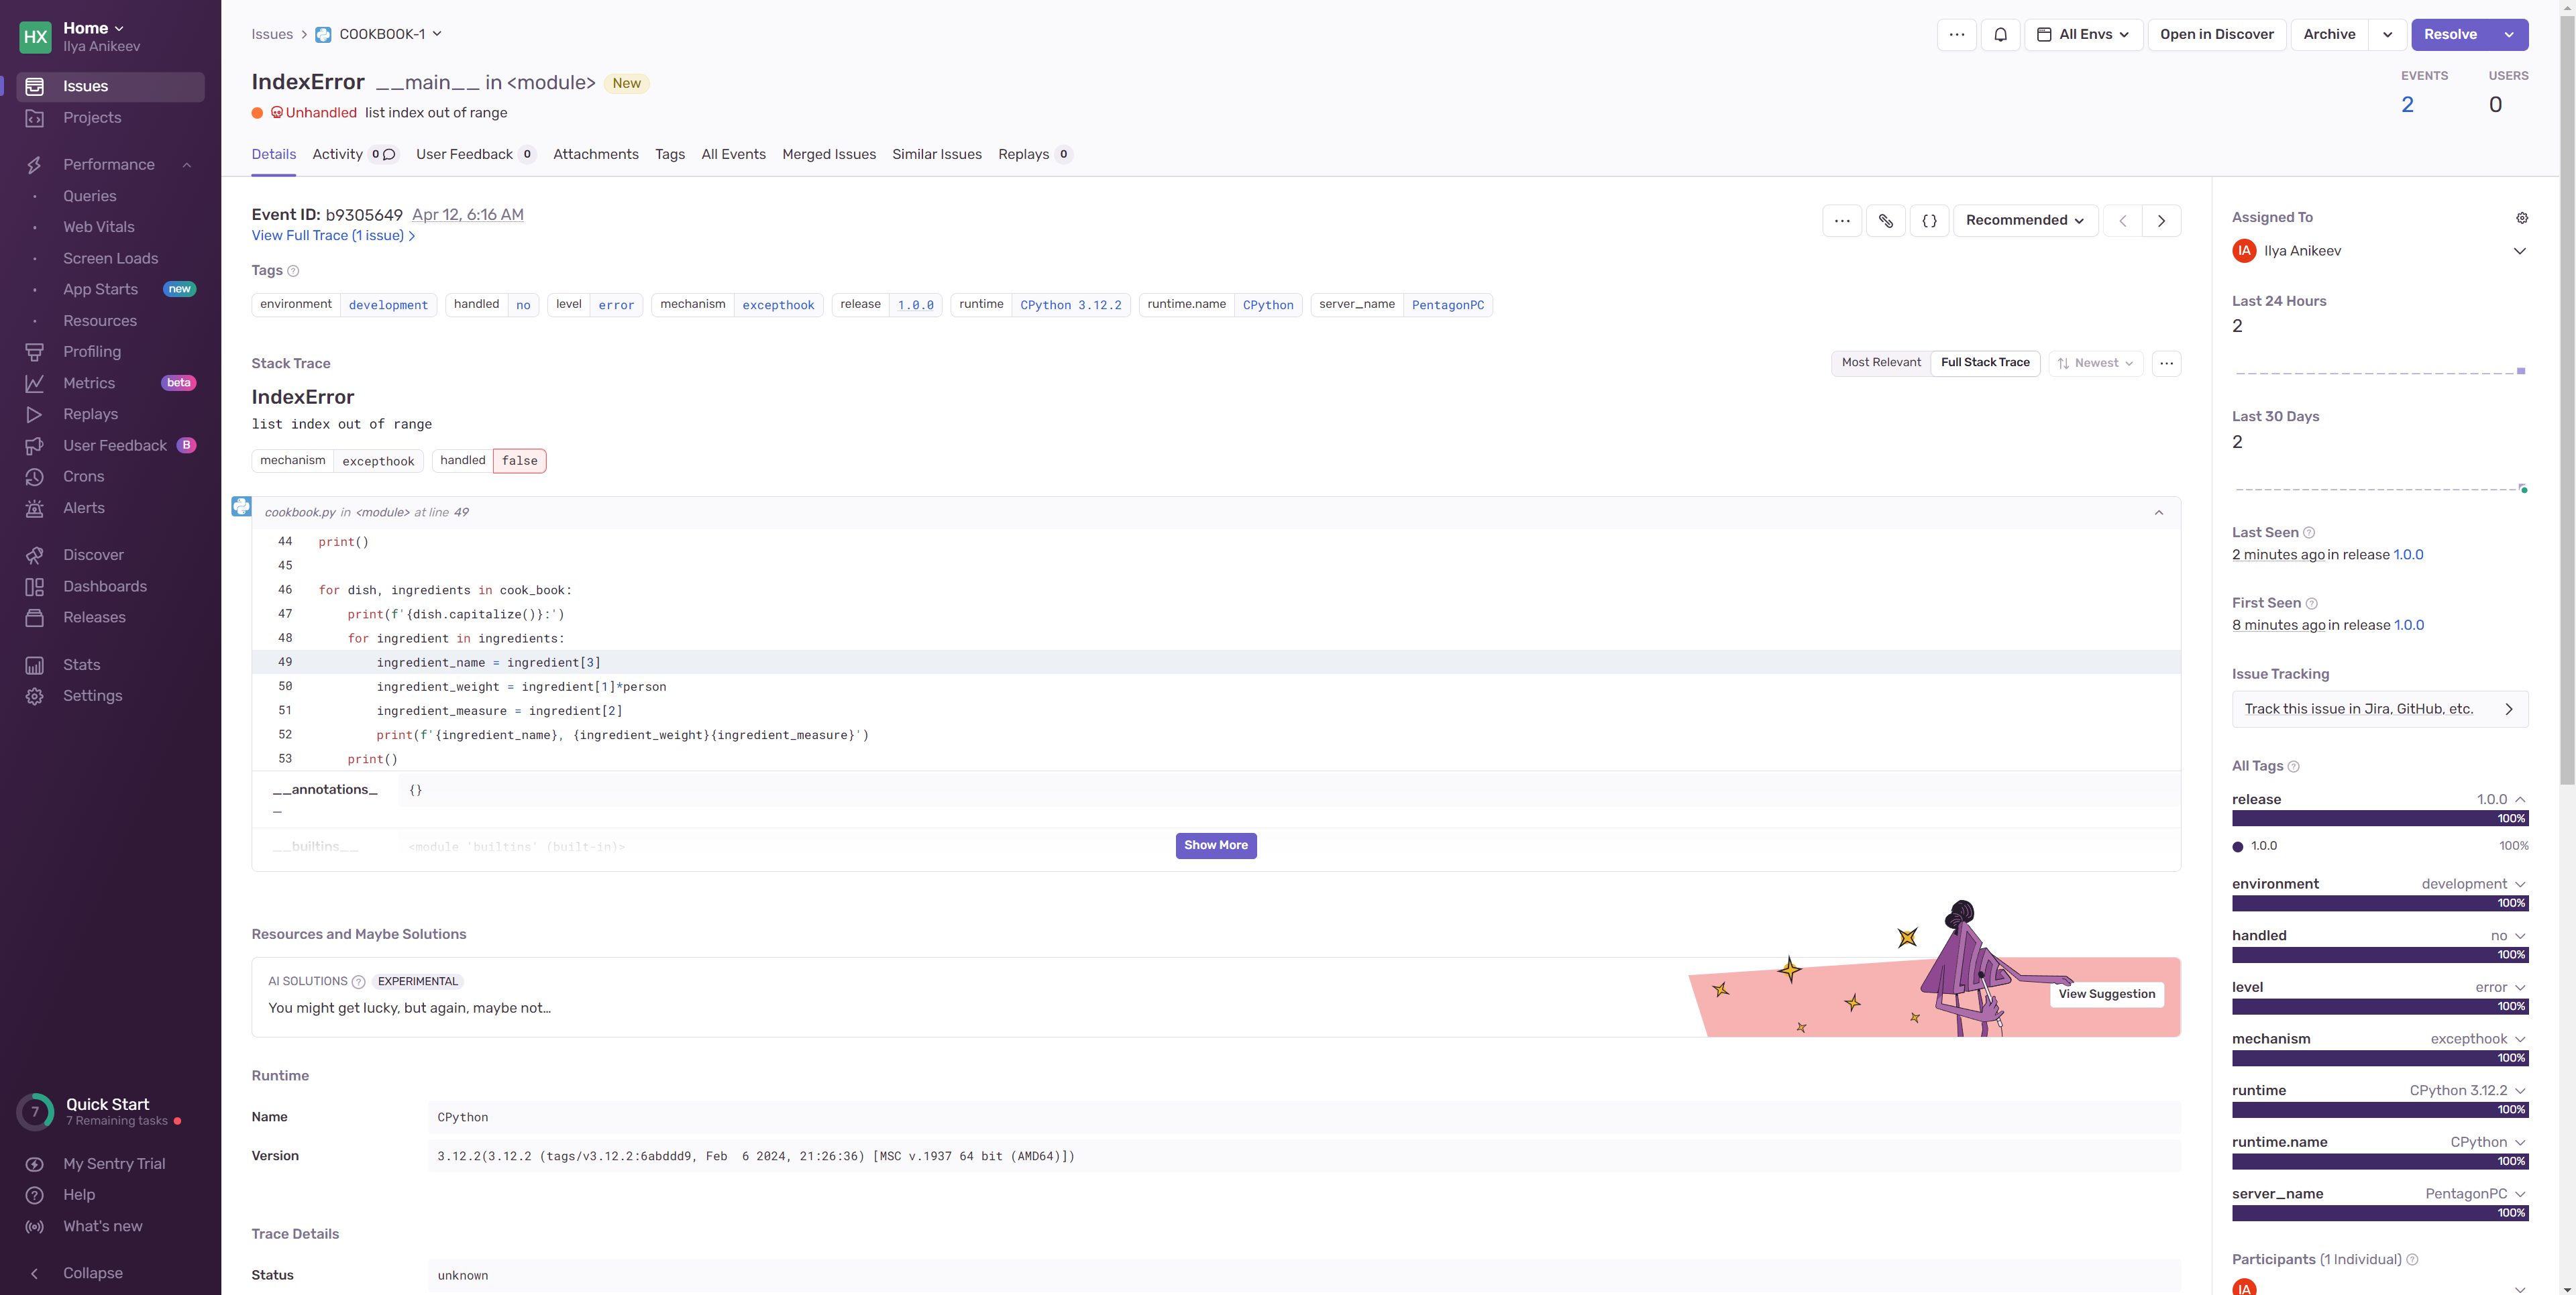 HX
Home
Ilya Anikeev
Issues
Projects
Performance
Queries
Web Vitals
Screen Loads
App Starts new
Resources
Profiling
Metrics beta
Replays
User Feedback B
Crons
Alerts
Discover
Dashboards
Releases
Stats
Settings
7
Quick Start
7 Remaining tasks
My Sentry Trial
Help
What's new
Collapse
Issues > COOKBOOK-1
... All Envs Open in Discover Archive Resolve
IndexError __main__ in <module> New
Unhandled list index out of range
EVENTS USERS
2 0
Details Activity 0 User Feedback 0 Attachments Tags All Events Merged Issues Similar Issues Replays 0
Event ID: b9305649 Apr 12, 6:16 AM
View Full Trace (1 issue) >
... {} Recommended < >
Tags ?
environment development handled no level error mechanism excepthook release 1.0.0 runtime CPython 3.12.2 runtime.name CPython server_name PentagonPC
Stack Trace
Most Relevant Full Stack Trace Newest ...
IndexError
list index out of range
mechanism excepthook handled false
cookbook.py in <module> at line 49
44 print()
45
46 for dish, ingredients in cook_book:
47 print(f'{dish.capitalize()}:')
48 for ingredient in ingredients:
49 ingredient_name = ingredient[3]
50 ingredient_weight = ingredient[1]*person
51 ingredient_measure = ingredient[2]
52 print(f'{ingredient_name}, {ingredient_weight}{ingredient_measure}')
53 print()
__annotations_
_
{}
__builtins__ <module 'builtins' (built-in)>
Show More
Resources and Maybe Solutions
AI SOLUTIONS ? EXPERIMENTAL
You might get lucky, but again, maybe not...
View Suggestion
Runtime
Name CPython
Version 3.12.2(3.12.2 (tags/v3.12.2:6abddd9, Feb  6 2024, 21:26:36) [MSC v.1937 64 bit (AMD64)])
Trace Details
Status unknown
Assigned To
IA Ilya Anikeev
Last 24 Hours
2
Last 30 Days
2
Last Seen ?
2 minutes ago in release 1.0.0
First Seen ?
8 minutes ago in release 1.0.0
Issue Tracking
Track this issue in Jira, GitHub, etc.
All Tags ?
release 1.0.0
100%
1.0.0 100%
environment development
100%
handled no
100%
level error
100%
mechanism excepthook
100%
runtime CPython 3.12.2
100%
runtime.name CPython
100%
server_name PentagonPC
100%
Participants (1 Individual) ?
IA